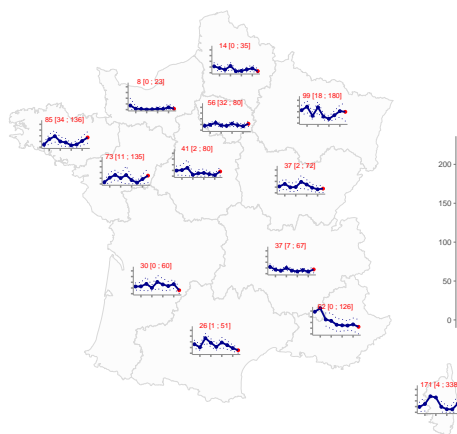 14 [0 ; 35]
8 [0 ; 23]
99 [18 ; 180]
56 [32 ; 80]
85 [34 ; 136]
41 [2 ; 80]
73 [11 ; 135]
37 [2 ; 72]
200
150
100
50
0
37 [7 ; 67]
30 [0 ; 60]
[0 ; 126]
26 [1 ; 51]
171 [4 ; 338